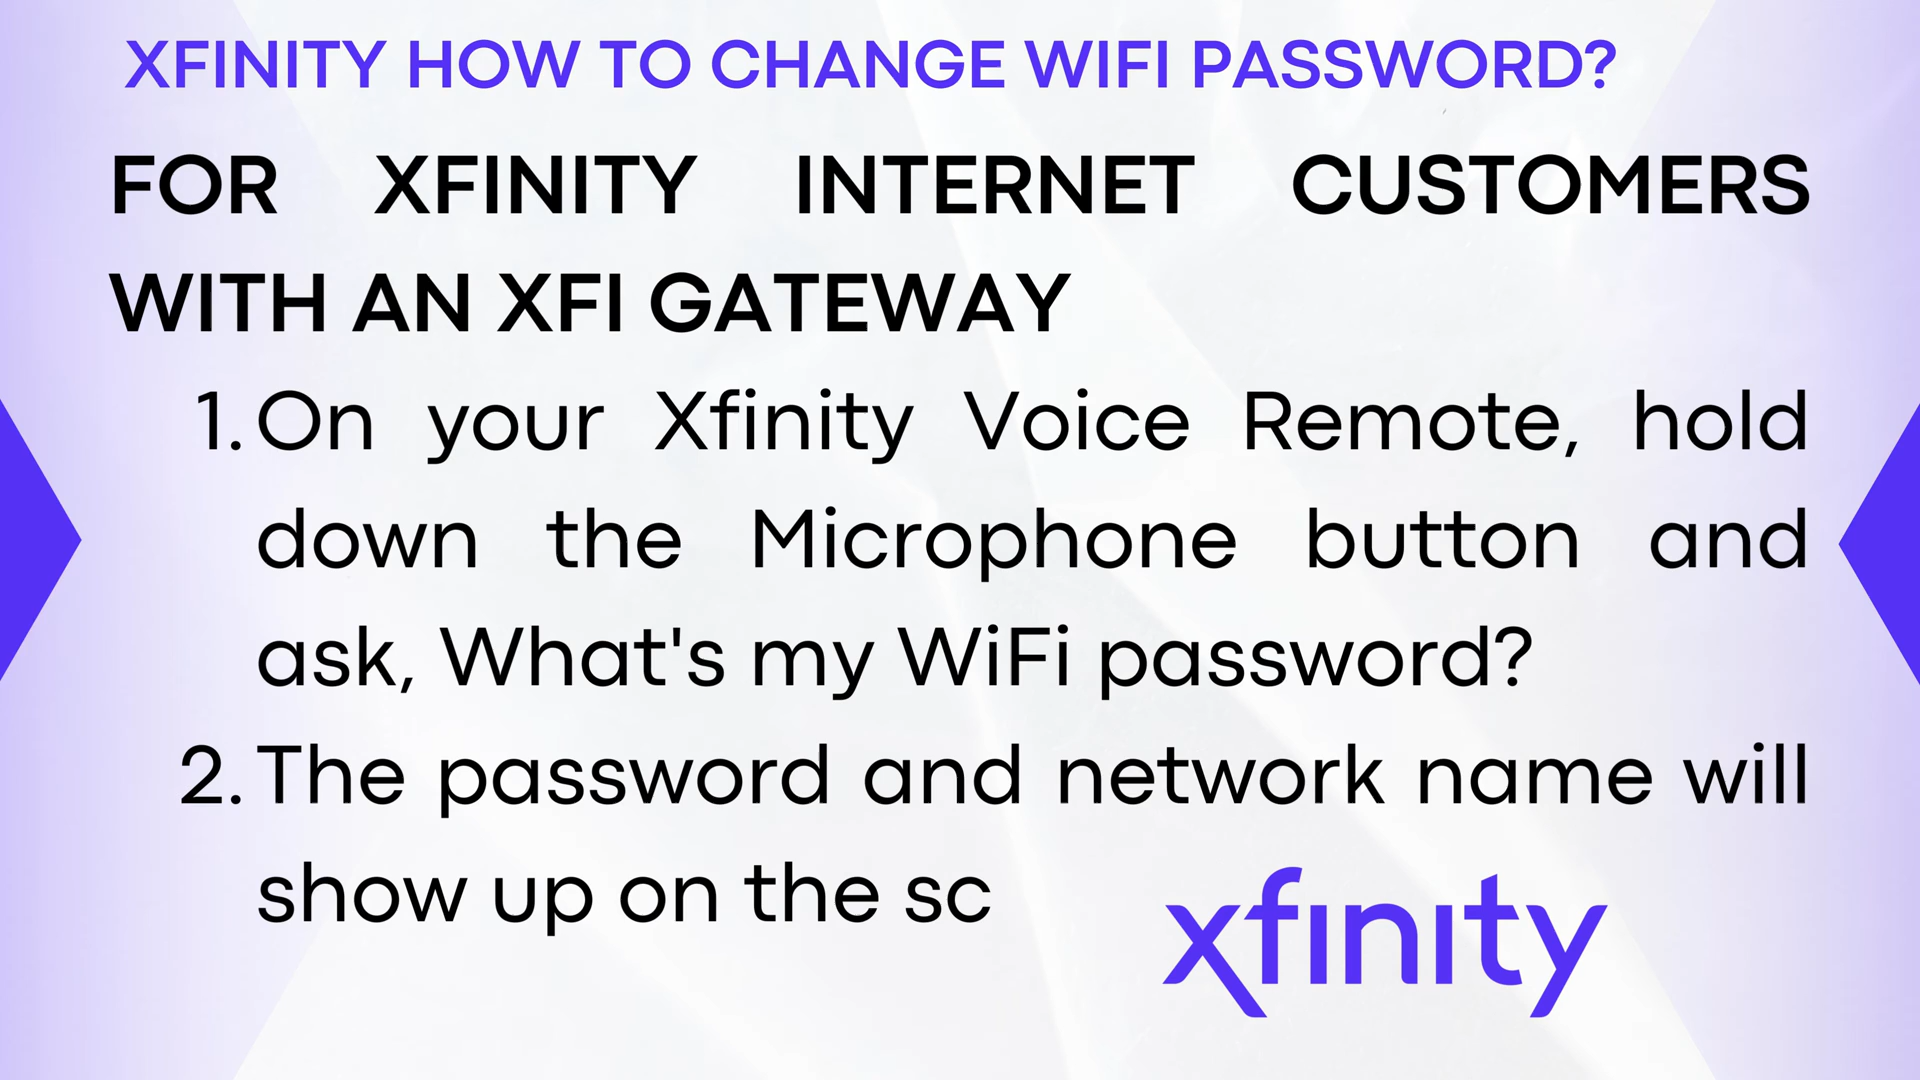 XFINITY HOW TO CHANGE WIFI PASSWORD?
FOR XFINITY INTERNET CUSTOMERS
WITH AN XFI GATEWAY
1. On your Xfinity Voice Remote, hold
down the Microphone button and
ask, What's my WiFi password?
2. The password and network name will
show up on the sc
xfinity